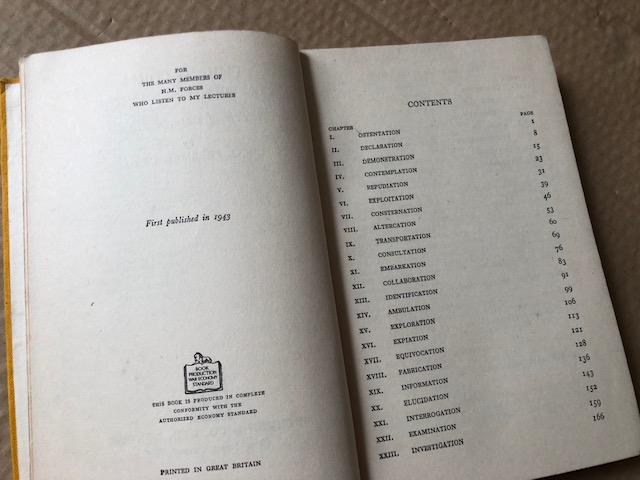 FOR
THE MANY MEMBERS OF
H.M. FORCES
WHO LISTEN TO MY LECTURES
First published in 1943
BOOK
PRODUCTION
WAR ECONOMY
STANDARD
THIS BOOK IS PRODUCED IN COMPLETE
CONFORMITY WITH THE
AUTHORIZED ECONOMY STANDARD
PRINTED IN GREAT BRITAIN
CONTENTS
CHAPTER PAGE
I. OSTENTATION 1
II. DECLARATION 8
III. DEMONSTRATION 15
IV. CONTEMPLATION 23
V. REPUDIATION 31
VI. EXPLOITATION 39
VII. CONSTERNATION 46
VIII. ALTERCATION 53
IX. TRANSPORTATION 60
X. CONSULTATION 69
XI. EMBARKATION 76
XII. COLLABORATION 83
XIII. IDENTIFICATION 91
XIV. AMBULATION 99
XV. EXPLORATION 106
XVI. EXPIATION 113
XVII. EQUIVOCATION 121
XVIII. FABRICATION 128
XIX. INFORMATION 136
XX. ELUCIDATION 143
XXI. INTERROGATION 152
XXII. EXAMINATION 159
XXIII. INVESTIGATION 166